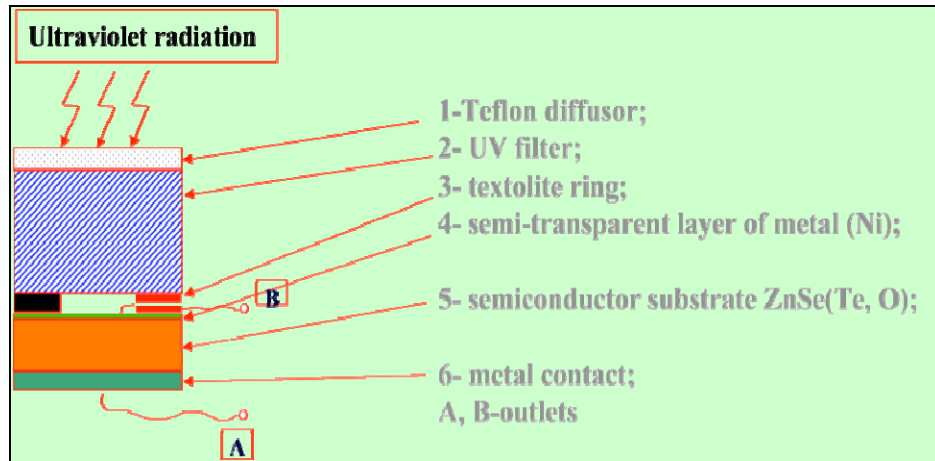 Ultraviolet radiation
1-Teflon diffusor;
2- UV filter;
3- textolite ring;
4- semi-transparent layer of metal (Ni);
B
5- semiconductor substrate ZnSe(Te, O);
6- metal contact;
A, B-outlets
A